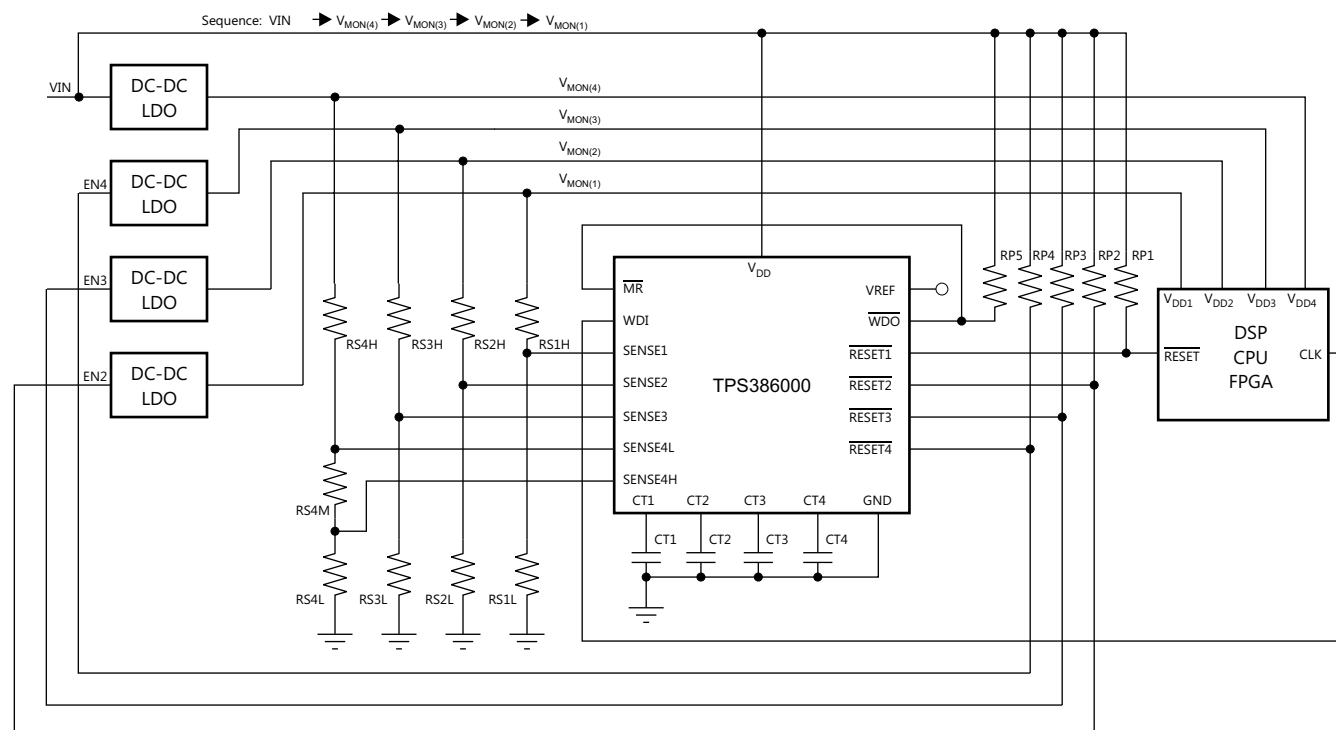 Sequence: VIN → VMON(4) → VMON(3) → VMON(2) → VMON(1)
VIN
DC-DC
LDO
VMON(4)
VMON(3)
VMON(2)
VMON(1)
EN4
DC-DC
LDO
EN3
DC-DC
LDO
EN2
DC-DC
LDO
RS4H
RS3H
RS2H
RS1H
RS4M
RS4L
RS3L
RS2L
RS1L
VDD
MR
WDI
SENSE1
SENSE2
SENSE3
SENSE4L
SENSE4H
TPS386000
VREF
WDO
RESET1
RESET2
RESET3
RESET4
CT1
CT2
CT3
CT4
GND
CT1
CT2
CT3
CT4
RP5
RP4
RP3
RP2
RP1
VDD1
VDD2
VDD3
VDD4
RESET
DSP
CPU
FPGA
CLK